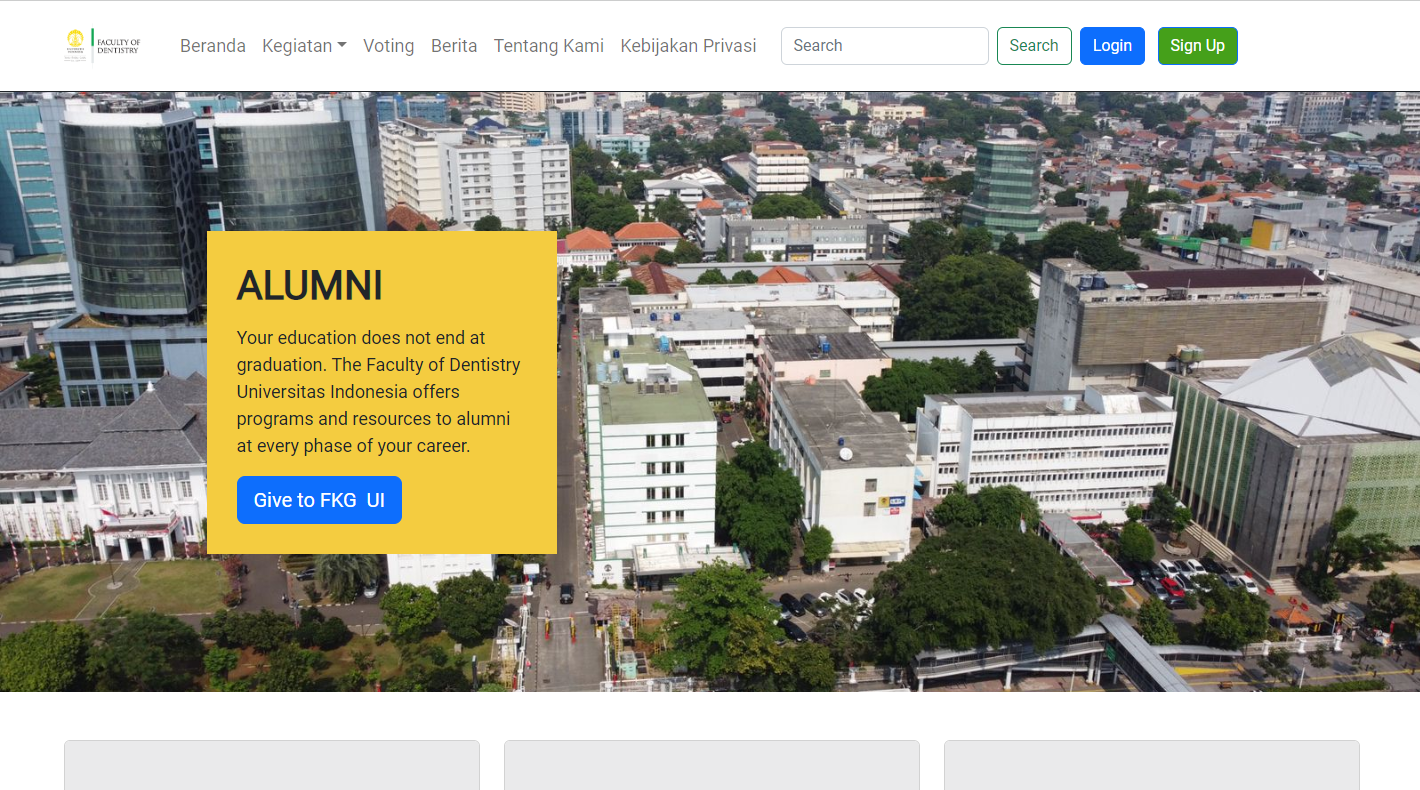 FACULTY OF
DENTISTRY
Beranda Kegiatan Voting Berita Tentang Kami Kebijakan Privasi Search Search Login Sign Up
ALUMNI
Your education does not end at
graduation. The Faculty of Dentistry
Universitas Indonesia offers
programs and resources to alumni
at every phase of your career.
Give to FKG UI